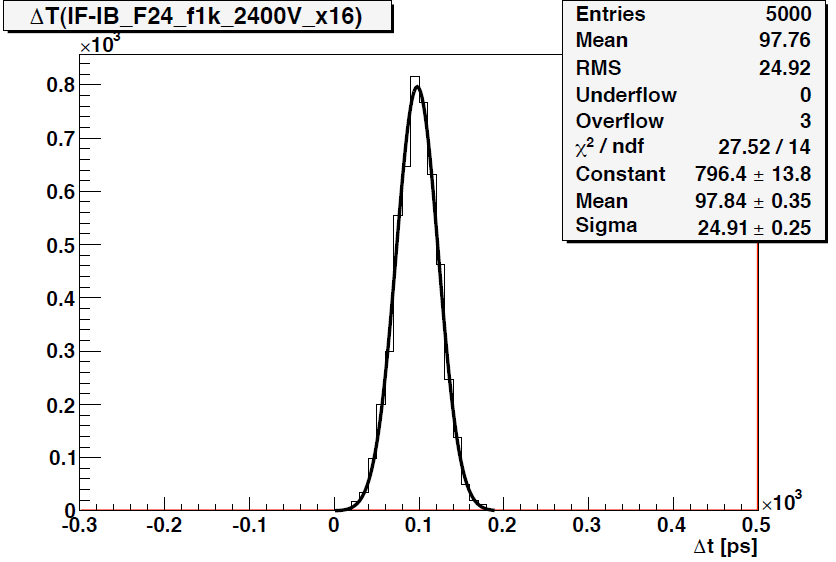 ΔT(IF-IB_F24_f1k_2400V_x16)
Entries 5000
Mean 97.76
RMS 24.92
Underflow 0
Overflow 3
χ² / ndf 27.52 / 14
Constant 796.4 ± 13.8
Mean 97.84 ± 0.35
Sigma 24.91 ± 0.25
×10³
0.8
0.7
0.6
0.5
0.4
0.3
0.2
0.1
0
-0.3 -0.2 -0.1 0 0.1 0.2 0.3 0.4 0.5
×10³
Δt [ps]